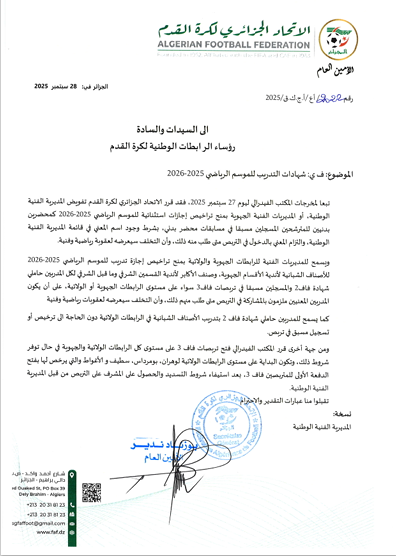 الاتحاد الجزائري لكرة القدم
ALGERIAN FOOTBALL FEDERATION
الأمين العام
الجزائر في: 28 سبتمبر 2025
رقم /أ ع/ا.ج.ك.ق/2025
الى السيدات والسادة
رؤساء الرابطات الوطنية لكرة القدم
الموضوع: ف ي: شهادات التدريب للموسم الرياضي 2025-2026
تبعا لمخرجات المكتب الفيدرالي ليوم 27 سبتمبر 2025، فقد قرر الاتحاد الجزائري لكرة القدم تفويض المديرية الفنية
الوطنية، أو المديريات الفنية الجهوية بمنح تراخيص إجازات استثنائية للموسم الرياضي 2025-2026 كمحضرين
بدنيين للمترشحين المسجلين مسبقا في مسابقات محضر بدني، بشرط وجود اسم المعني في قائمة المديرية الفنية
الوطنية، والتزام المعني بالدخول في التربص متى طلب منه ذلك، وأن التخلف سيعرضه لعقوبة رياضية وفنية.
ويسمح للمديريات الفنية للرابطات الجهوية والولائية بمنح تراخيص إجازة تدريب للموسم الرياضي 2025-2026
للأصناف الشبانية لأندية الأقسام الجهوية، وصنف الأكابر لأندية القسمين الشرفي وما قبل الشرفي لكل المدربين حاملي
شهادة فاف2 والمسجلين مسبقا في تربصات فاف3 سواء على مستوى الرابطات الجهوية أو الولائية، على أن يكون
المدربين المعنيين ملزمون بالمشاركة في التربص متى طلب منهم ذلك، وأن التخلف سيعرضه لعقوبات رياضية وفنية
كما يسمح للمدربين حاملي شهادة فاف 2 بتدريب الأصناف الشبانية في الرابطات الولائية دون الحاجة الى ترخيص أو
تسجيل مسبق في تربص.
ومن جهة أخرى قرر المكتب الفيدرالي فتح تربصات فاف 3 على مستوى كل الرابطات الولائية والجهوية في حال توفر
شروط ذلك، وتكون البداية على مستوى الرابطات الولائية لوهران، بومرداس، سطيف و الأغواط والتي يرخص لها بفتح
الدفعة الأولى للمتربصين فاف 3، بعد استيفاء شروط التسديد والحصول على المشرف على التربص من قبل المديرية
الفنية الوطنية.
تقبلوا منا عبارات التقدير والاحترام
نسخة:
المديرية الفنية الوطنية
نذير
الأمين العام
شارع أحمد واكد
دالي براهيم - الجزائر
ed Ouaked St, PO Box 39
Dely Brahim - Algiers
+213 20 31 81 23
+213 20 31 81 23
gfaffoot@gmail.com
www.faf.dz